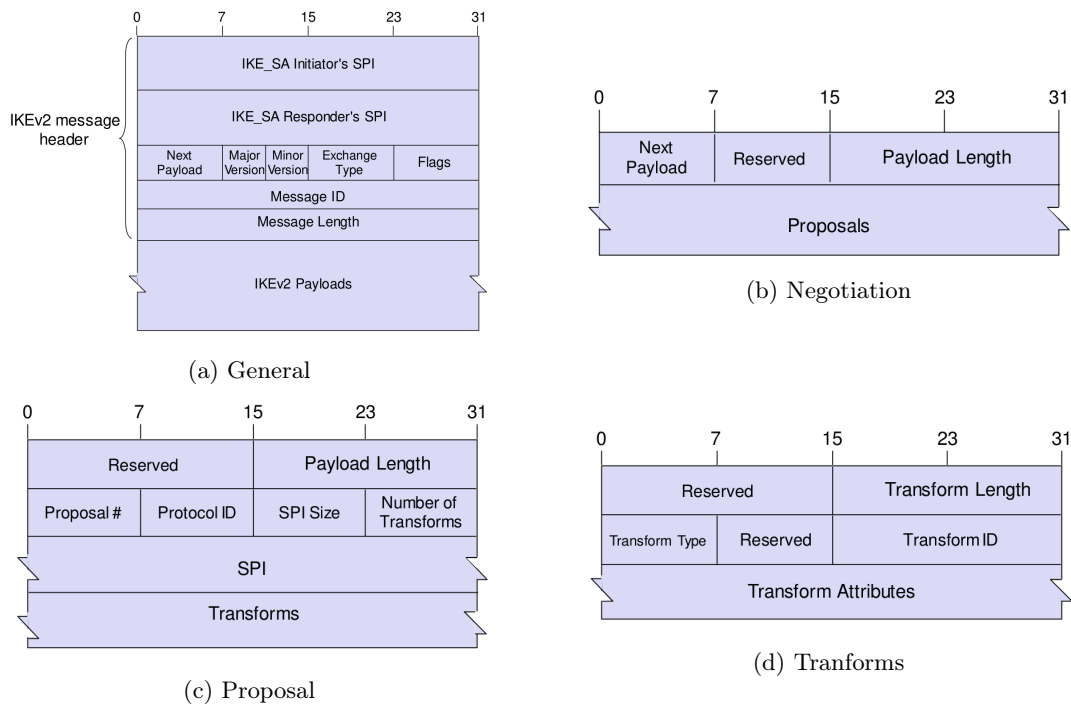 0 7 15 23 31
IKEv2 message
header
IKE_SA Initiator's SPI
IKE_SA Responder's SPI
Next
Payload
Major
Version
Minor
Version
Exchange
Type
Flags
Message ID
Message Length
IKEv2 Payloads
(a) General
0 7 15 23 31
Next
Payload
Reserved
Payload Length
Proposals
(b) Negotiation
0 7 15 23 31
Reserved
Payload Length
Proposal #
Protocol ID
SPI Size
Number of
Transforms
SPI
Transforms
(c) Proposal
0 7 15 23 31
Reserved
Transform Length
Transform Type
Reserved
Transform ID
Transform Attributes
(d) Tranforms